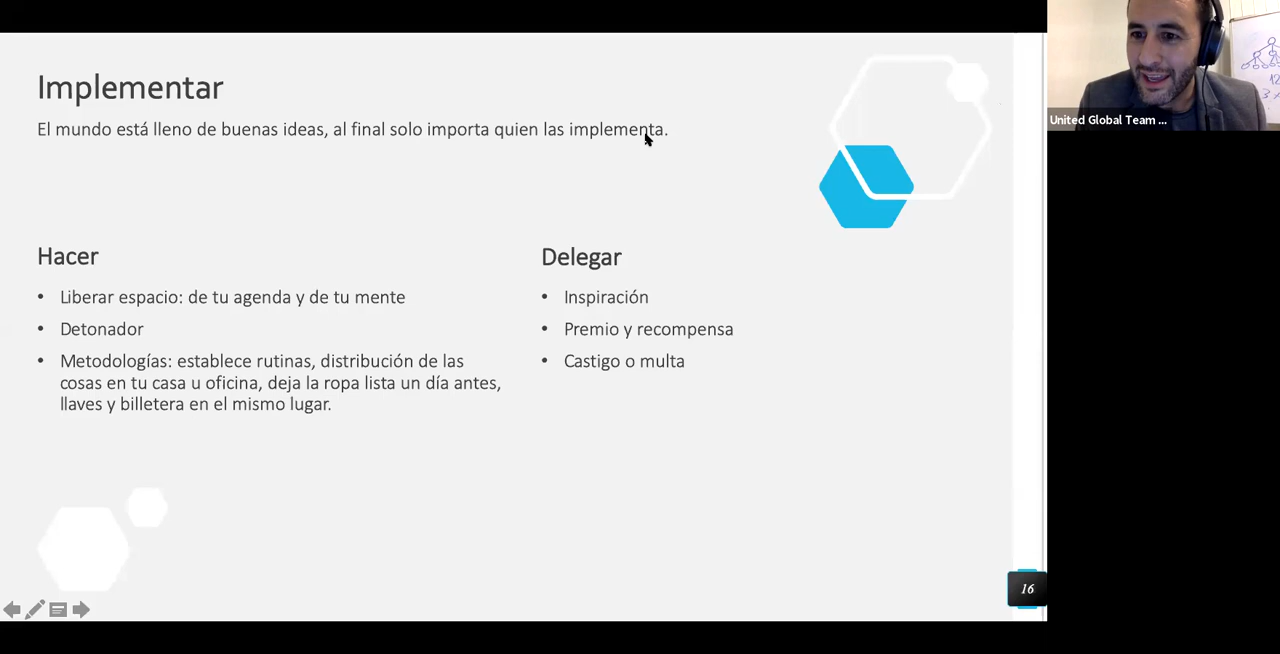 Implementar
El mundo está lleno de buenas ideas, al final solo importa quien las implementa.
Hacer
• Liberar espacio: de tu agenda y de tu mente
• Detonador
• Metodologías: establece rutinas, distribución de las
cosas en tu casa u oficina, deja la ropa lista un día antes,
llaves y billetera en el mismo lugar.
Delegar
• Inspiración
• Premio y recompensa
• Castigo o multa
16
United Global Team ...